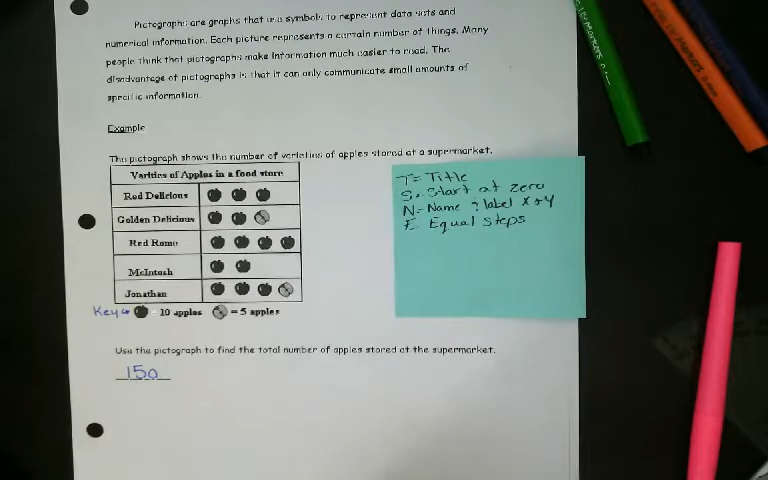 Pictographs are graphs that use symbols to represent data sets and
numerical information. Each picture represents a certain number of things. Many
people think that pictographs make information much easier to read. The
disadvantage of pictographs is that it can only communicate small amounts of
specific information.
Example
The pictograph shows the number of varieties of apples stored at a supermarket.
Varities of Apples in a food store
Red Delicious
Golden Delicious
Red Rome
McIntosh
Jonathan
Key → = 10 apples = 5 apples
Use the pictograph to find the total number of apples stored at the supermarket.
150
T= Title
S= Start at zero
N= Name & label X & Y
E Equal steps
Markers
Markers